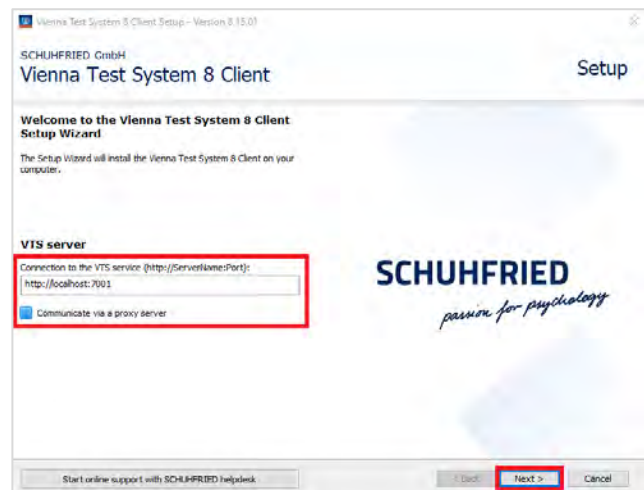 Vienna Test System 8 Client Setup - Version 8.15.01
SCHUHFRIED GmbH
Vienna Test System 8 Client
Setup
Welcome to the Vienna Test System 8 Client
Setup Wizard
The Setup Wizard will install the Vienna Test System 8 Client on your
computer.
VTS server
Connection to the VTS service (http://ServerName:Port):
http://localhost:7001
Communicate via a proxy server
SCHUHFRIED
passion for psychology
Start online support with SCHUHFRIED helpdesk
< Back
Next >
Cancel